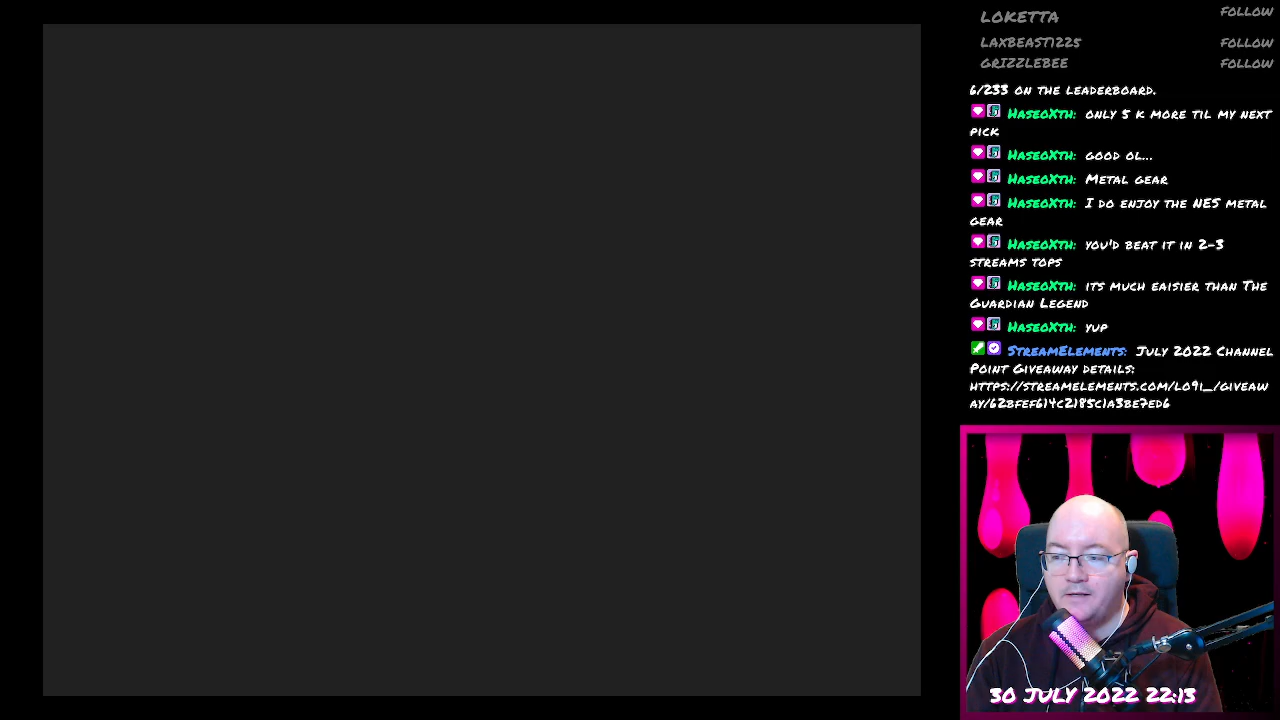 LOKETTA FOLLOW
LAXBEAST1225 FOLLOW
GRIZZLEBEE FOLLOW
6/233 ON THE LEADERBOARD.
HASEOXTH: ONLY 5 K MORE TIL MY NEXT
PICK
HASEOXTH: GOOD OL...
HASEOXTH: METAL GEAR
HASEOXTH: I DO ENJOY THE NES METAL
GEAR
HASEOXTH: YOU'D BEAT IT IN 2-3
STREAMS TOPS
HASEOXTH: ITS MUCH EAISIER THAN THE
GUARDIAN LEGEND
HASEOXTH: YUP
STREAMELEMENTS: JULY 2022 CHANNEL
POINT GIVEAWAY DETAILS:
HTTPS://STREAMELEMENTS.COM/LO9I_/GIVEAW
AY/62BFEF614C2185C1A3BE7ED6
30 JULY 2022 22:13